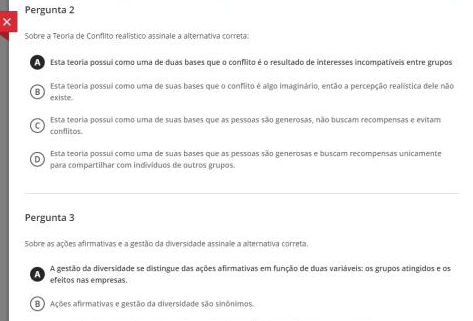 Pergunta 2
Sobre a Teoria de Conflito realístico assinale a alternativa correta:
A Esta teoria possui como uma de duas bases que o conflito é o resultado de interesses incompatíveis entre grupos
B Esta teoria possui como uma de suas bases que o conflito é algo imaginário, então a percepção realística dele não
existe.
C Esta teoria possui como uma de suas bases que as pessoas são generosas, não buscam recompensas e evitam
conflitos.
D Esta teoria possui como uma de suas bases que as pessoas são generosas e buscam recompensas unicamente
para compartilhar com indivíduos de outros grupos.
Pergunta 3
Sobre as ações afirmativas e a gestão da diversidade assinale a alternativa correta.
A A gestão da diversidade se distingue das ações afirmativas em função de duas variáveis: os grupos atingidos e os
efeitos nas empresas.
B Ações afirmativas e gestão da diversidade são sinônimos.